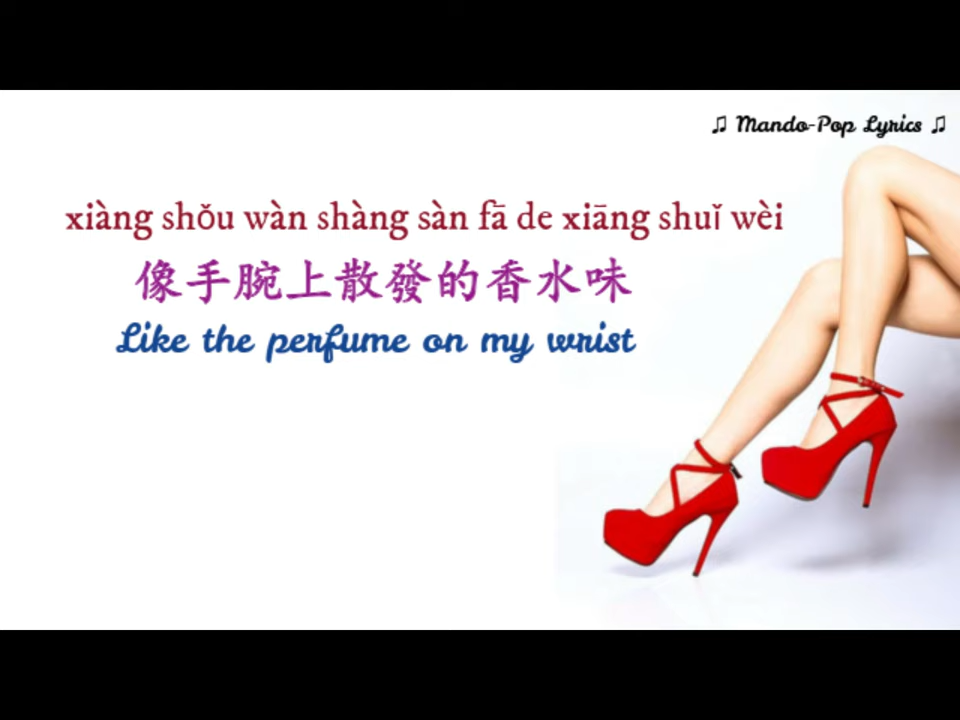 ♫ Mando-Pop Lyrics ♫
xiàng shǒu wàn shàng sàn fā de xiāng shuǐ wèi
像手腕上散發的香水味
Like the perfume on my wrist